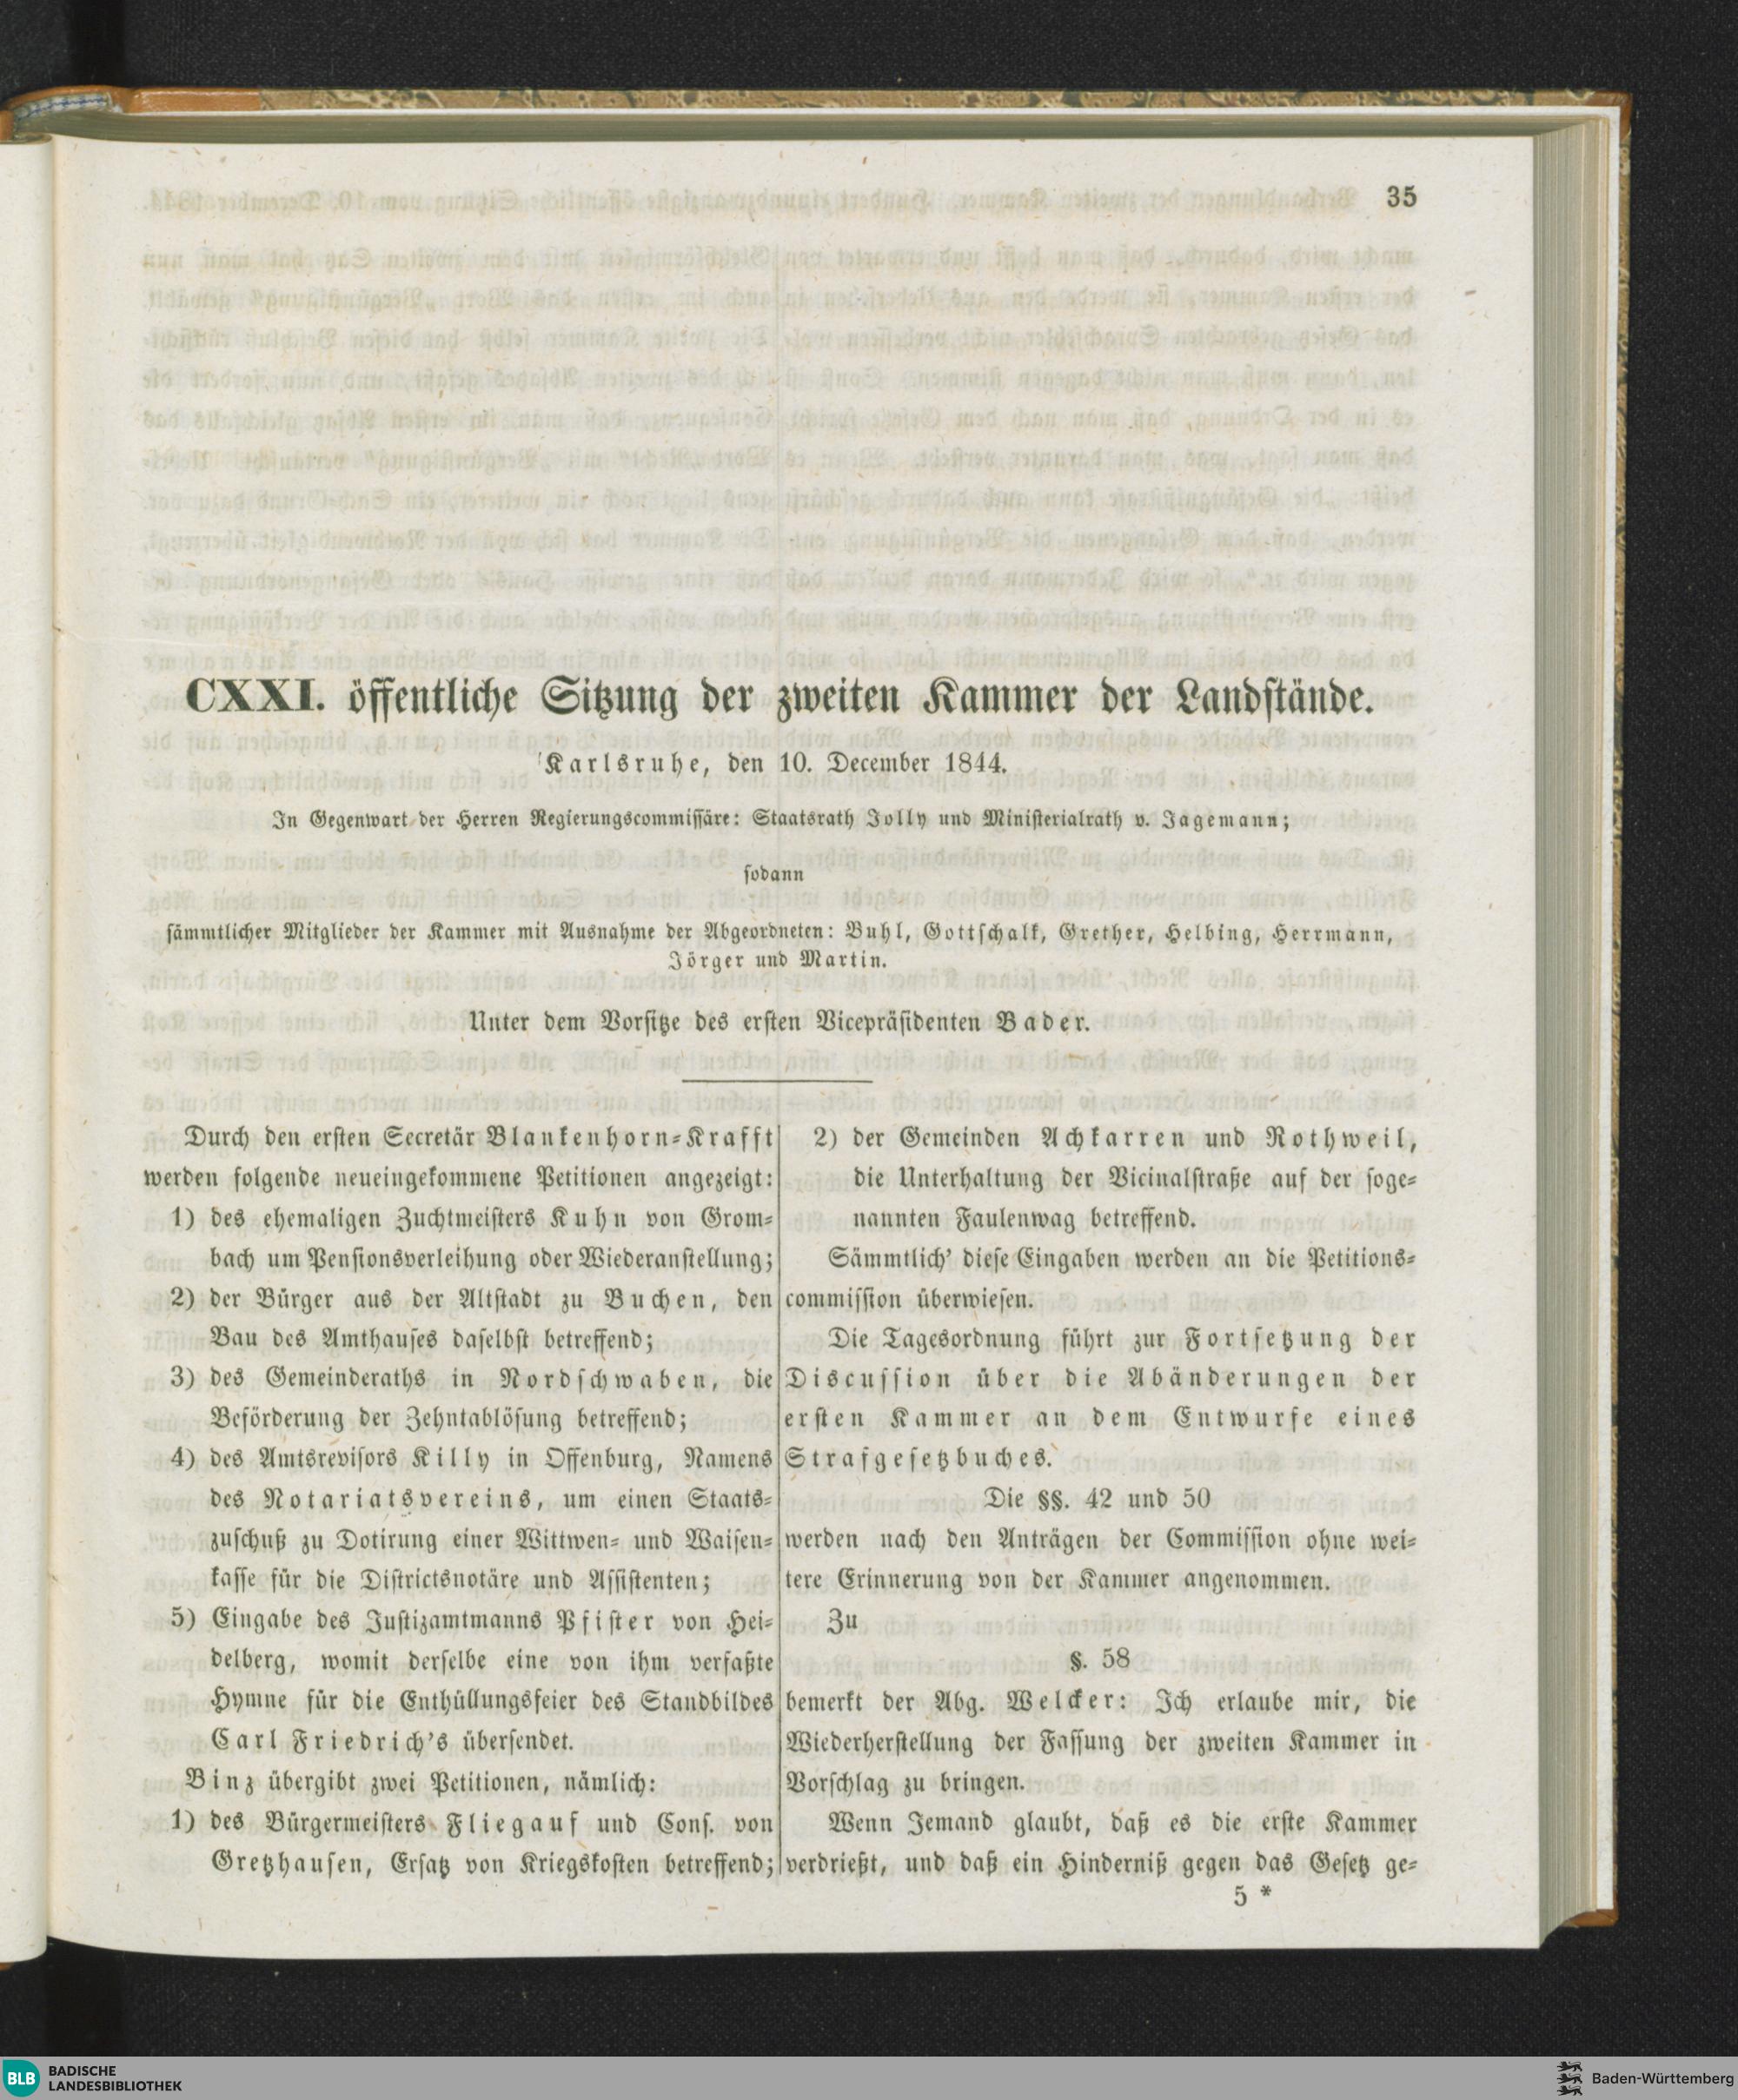 35
CXXI. öffentliche Sitzung der zweiten Kammer der Landstände.
Karlsruhe, den 10. December 1844.
In Gegenwart der Herren Regierungscommissäre: Staatsrath Jolly und Ministerialrath v. Jagemann;
sodann
sämmtlicher Mitglieder der Kammer mit Ausnahme der Abgeordneten: Buhl, Gottschalk, Grether, Helbing, Herrmann,
Jörger und Martin.
Unter dem Vorsitze des ersten Vicepräsidenten Bader.
Durch den ersten Secretär Blankenhorn-Krafft
werden folgende neueingekommene Petitionen angezeigt:
1) des ehemaligen Zuchtmeisters Kuhn von Grom-
bach um Pensionsverleihung oder Wiederanstellung;
2) der Bürger aus der Altstadt zu Buchen, den
Bau des Amthauses daselbst betreffend;
3) des Gemeinderaths in Nordschwaben, die
Beförderung der Zehntablösung betreffend;
4) des Amtsrevisors Killy in Offenburg, Namens
des Notariatsvereins, um einen Staats-
zuschuß zu Dotirung einer Wittwen- und Waisen-
kasse für die Districtsnotäre und Assistenten;
5) Eingabe des Justizamtmanns Pfister von Hei-
delberg, womit derselbe eine von ihm verfaßte
Hymne für die Enthüllungsfeier des Standbildes
Carl Friedrich's übersendet.
Binz übergibt zwei Petitionen, nämlich:
1) des Bürgermeisters Fliegauf und Cons. von
Gretzhausen, Ersatz von Kriegskosten betreffend;
2) der Gemeinden Achkarren und Rothweil,
die Unterhaltung der Vicinalstraße auf der soge-
nannten Faulenwag betreffend.
Sämmtlich' diese Eingaben werden an die Petitions-
commission überwiesen.
Die Tagesordnung führt zur Fortsetzung der
Discussion über die Abänderungen der
ersten Kammer an dem Entwurfe eines
Strafgesetzbuches.
Die §§. 42 und 50
werden nach den Anträgen der Commission ohne wei-
tere Erinnerung von der Kammer angenommen.
Zu
§. 58
bemerkt der Abg. Welcker: Ich erlaube mir, die
Wiederherstellung der Fassung der zweiten Kammer in
Vorschlag zu bringen.
Wenn Jemand glaubt, daß es die erste Kammer
verdrießt, und daß ein Hinderniß gegen das Gesetz ge-
5 *
BLB BADISCHE
LANDESBIBLIOTHEK
Baden-Württemberg